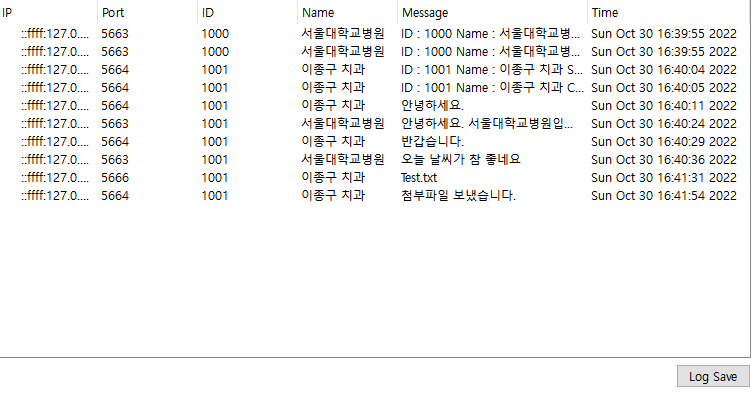 IP Port ID Name Message Time
::ffff:127.0.... 5663 1000 서울대학교병원 ID : 1000 Name : 서울대학교병... Sun Oct 30 16:39:55 2022
::ffff:127.0.... 5663 1000 서울대학교병원 ID : 1000 Name : 서울대학교병... Sun Oct 30 16:39:55 2022
::ffff:127.0.... 5664 1001 이종구 치과 ID : 1001 Name : 이종구 치과 S... Sun Oct 30 16:40:04 2022
::ffff:127.0.... 5664 1001 이종구 치과 ID : 1001 Name : 이종구 치과 C... Sun Oct 30 16:40:05 2022
::ffff:127.0.... 5664 1001 이종구 치과 안녕하세요. Sun Oct 30 16:40:11 2022
::ffff:127.0.... 5663 1001 서울대학교병원 안녕하세요. 서울대학교병원입... Sun Oct 30 16:40:24 2022
::ffff:127.0.... 5664 1001 이종구 치과 반갑습니다. Sun Oct 30 16:40:29 2022
::ffff:127.0.... 5663 1001 서울대학교병원 오늘 날씨가 참 좋네요 Sun Oct 30 16:40:36 2022
::ffff:127.0.... 5666 1001 이종구 치과 Test.txt Sun Oct 30 16:41:31 2022
::ffff:127.0.... 5664 1001 이종구 치과 첨부파일 보냈습니다. Sun Oct 30 16:41:54 2022
Log Save